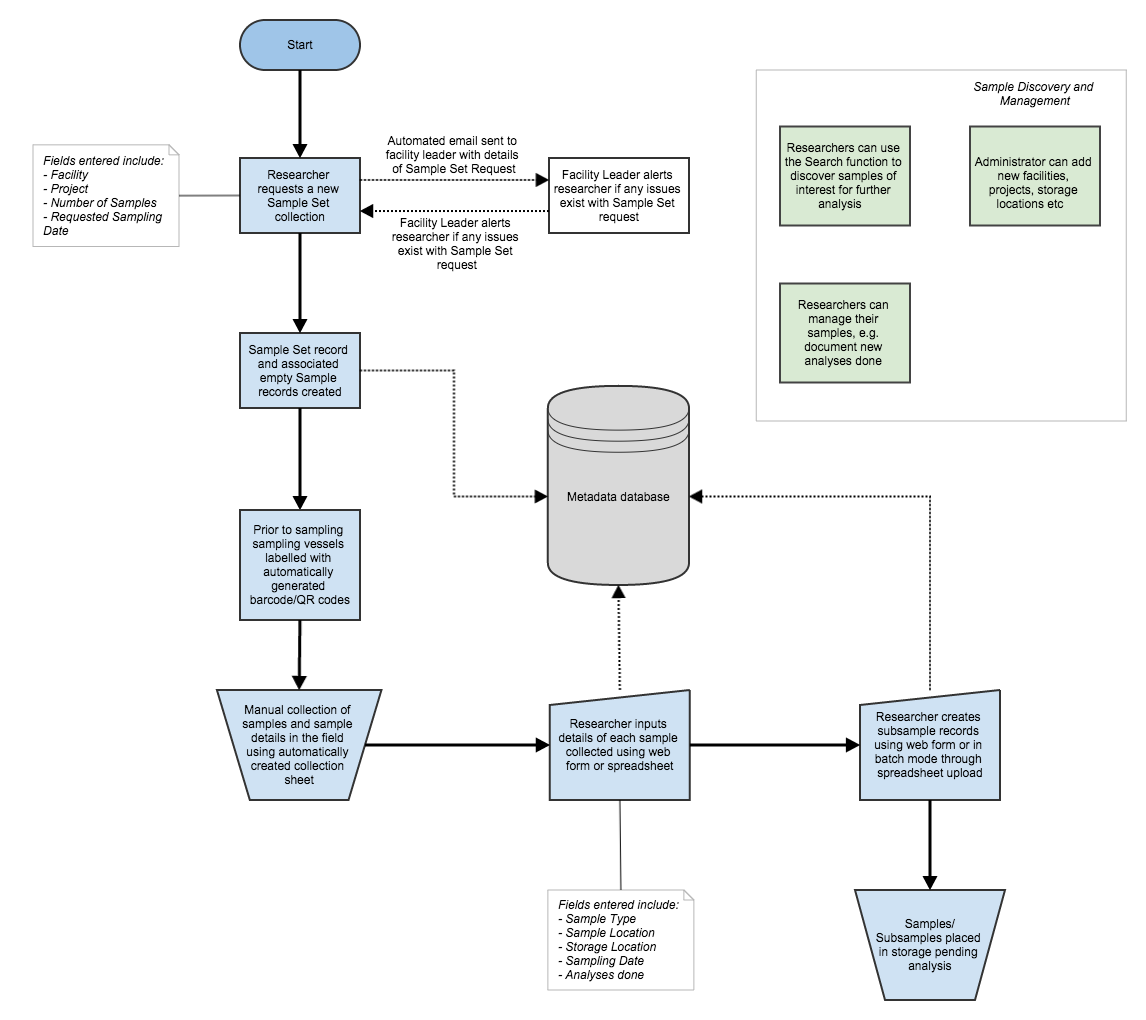 Start
Sample Discovery and
Management
Automated email sent to
facility leader with details
of Sample Set Request
Fields entered include:
- Facility
- Project
- Number of Samples
- Requested Sampling
Date
Researcher
requests a new
Sample Set
collection
Facility Leader alerts
researcher if any issues
exist with Sample Set
request
Facility Leader alerts
researcher if any issues
exist with Sample Set
request
Researchers can use
the Search function to
discover samples of
interest for further
analysis
Administrator can add
new facilities,
projects, storage
locations etc
Researchers can
manage their
samples, e.g.
document new
analyses done
Sample Set record
and associated
empty Sample
records created
Metadata database
Prior to sampling
sampling vessels
labelled with
automatically
generated
barcode/QR codes
Manual collection of
samples and sample
details in the field
using automatically
created collection
sheet
Researcher inputs
details of each sample
collected using web
form or spreadsheet
Researcher creates
subsample records
using web form or in
batch mode through
spreadsheet upload
Fields entered include:
- Sample Type
- Sample Location
- Storage Location
- Sampling Date
- Analyses done
Samples/
Subsamples placed
in storage pending
analysis